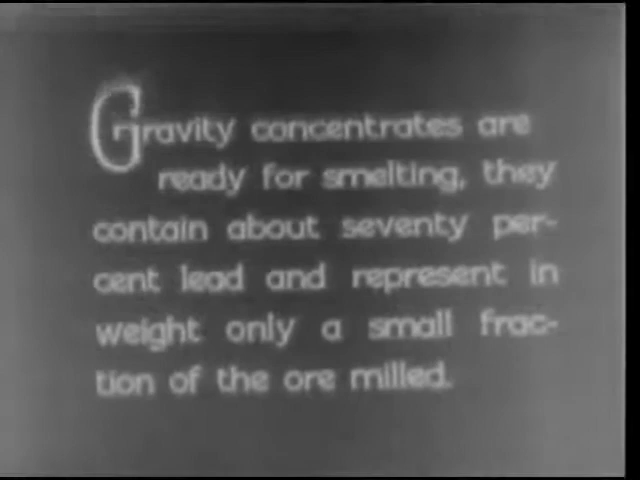 Gravity concentrates are
ready for smelting, they
contain about seventy per-
cent lead and represent in
weight only a small frac-
tion of the ore milled.